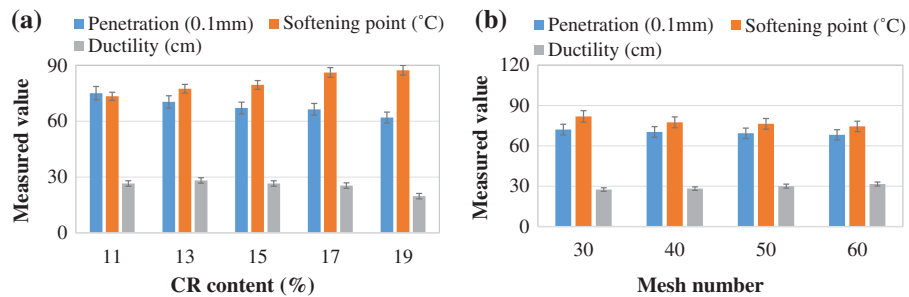 (a)
Penetration (0.1mm)
Softening point (˚C)
Ductility (cm)
90
60
30
0
Measured value
11
13
15
17
19
CR content (%)
(b)
Penetration (0.1mm)
Softening point (˚C)
Ductility (cm)
120
90
60
30
0
Measured value
30
40
50
60
Mesh number